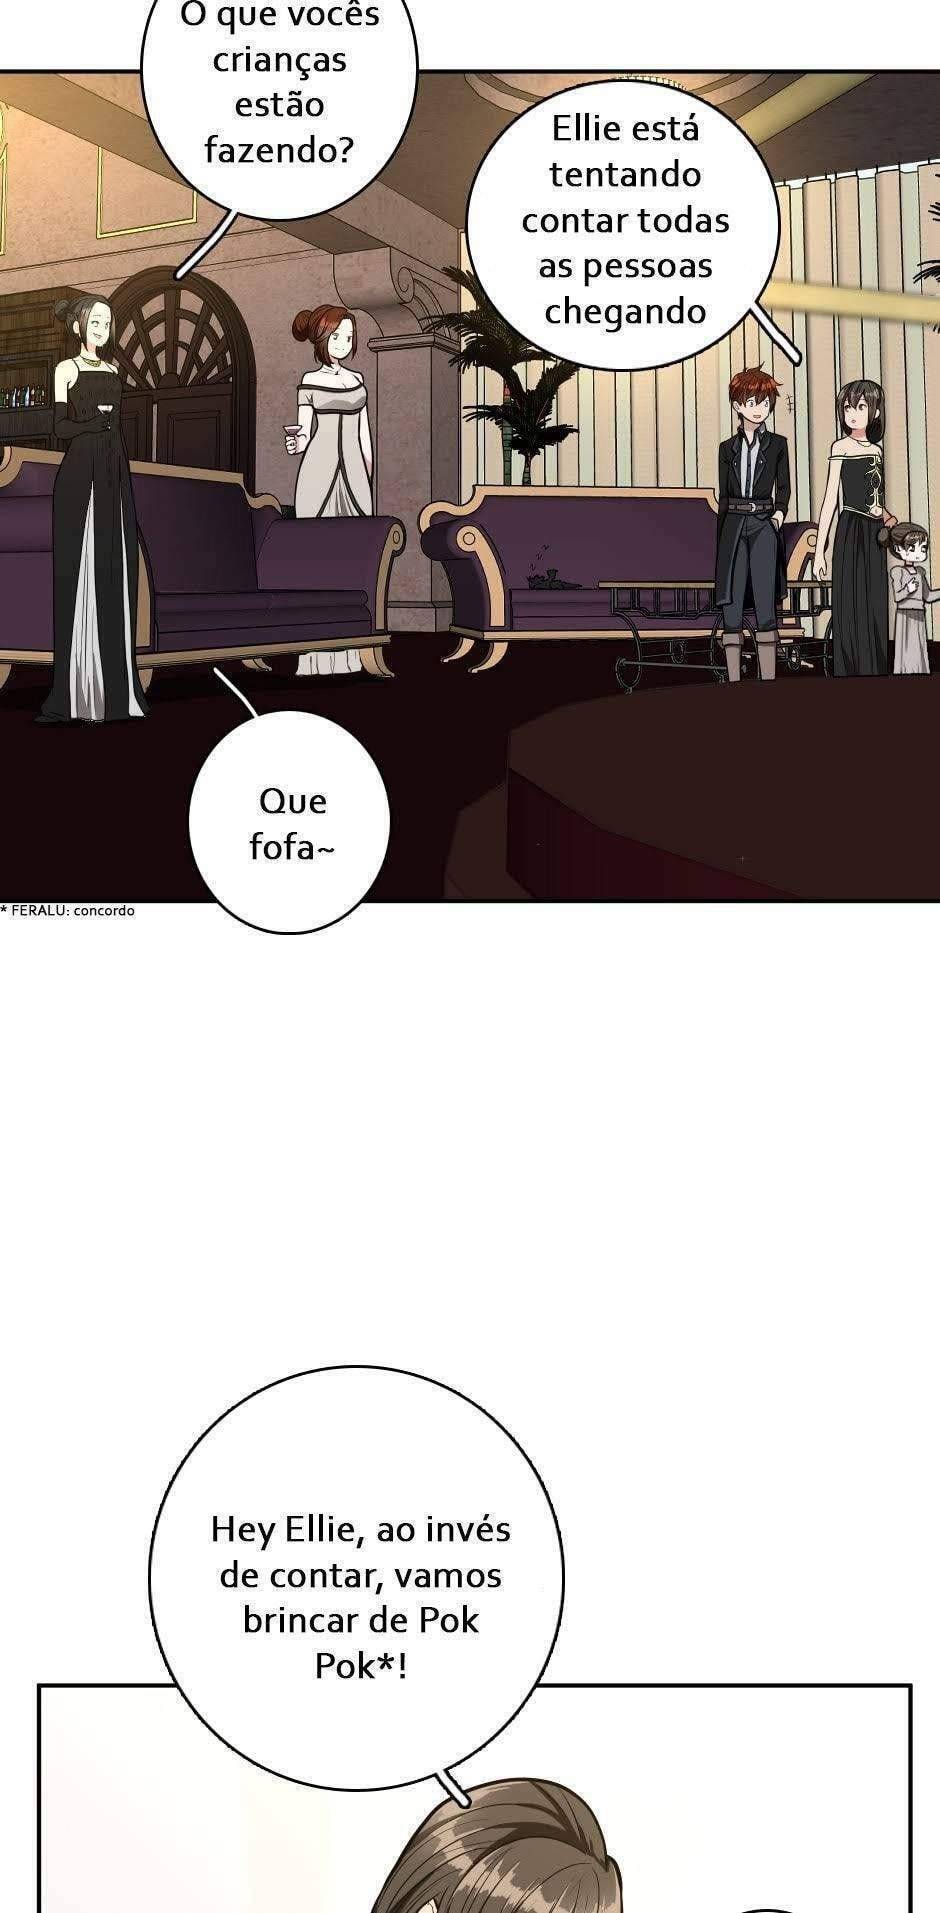 O que vocês
crianças
estão
fazendo?
Ellie está
tentando
contar todas
as pessoas
chegando
Que
fofa~
* FERALU: concordo
Hey Ellie, ao invés
de contar, vamos
brincar de Pok
Pok*!